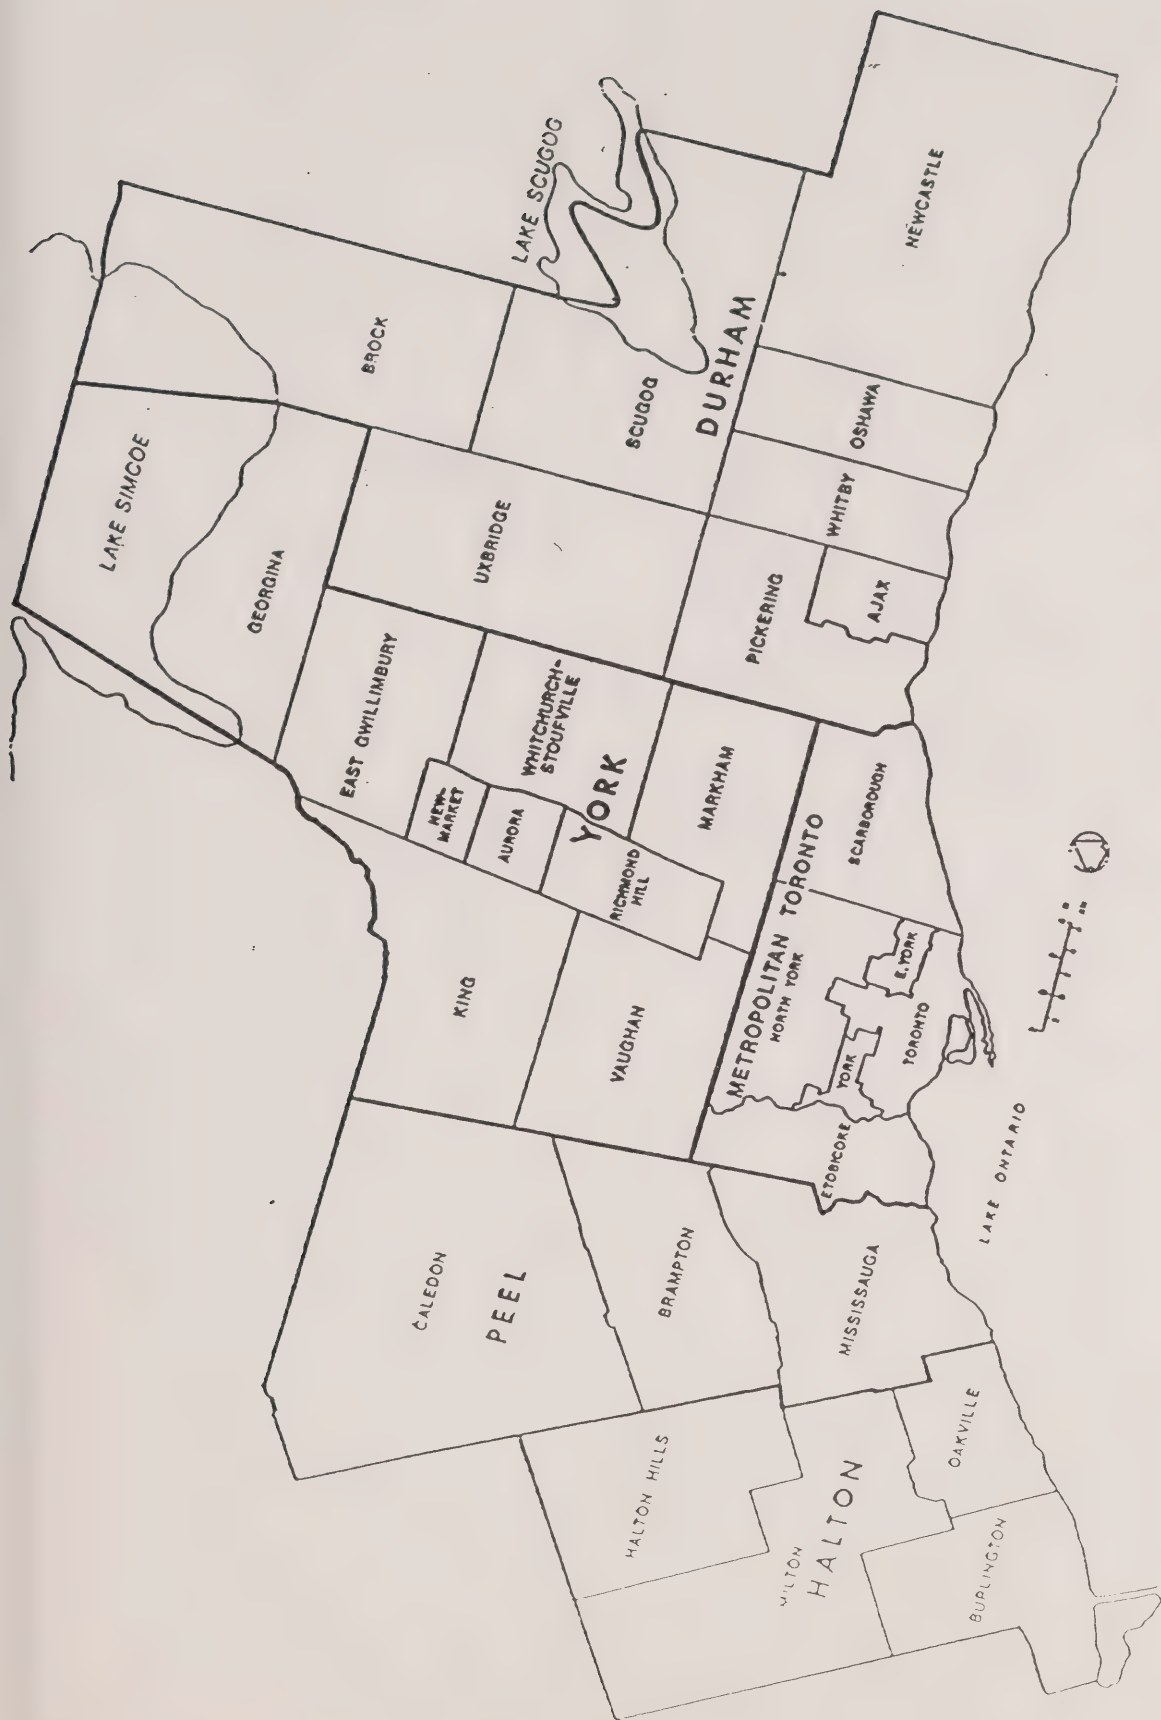 LAKE SIMCOE
GEORGINA
BROCK
LAKE SCUGOG
EAST GWILLIMBURY
UXBRIDGE
SCUGOG
DURHAM
NEWCASTLE
NEW-
MARKET
AURORA
WHITCHURCH-
STOUFVILLE
YORK
RICHMOND
HILL
MARKHAM
PICKERING
AJAX
WHITBY
OSHAWA
KING
VAUGHAN
METROPOLITAN TORONTO
NORTH YORK
SCARBOROUGH
E. YORK
YORK
TORONTO
ETOBICOKE
CALEDON
PEEL
BRAMPTON
MISSISSAUGA
HALTON HILLS
MILTON
HALTON
OAKVILLE
BURLINGTON
LAKE ONTARIO